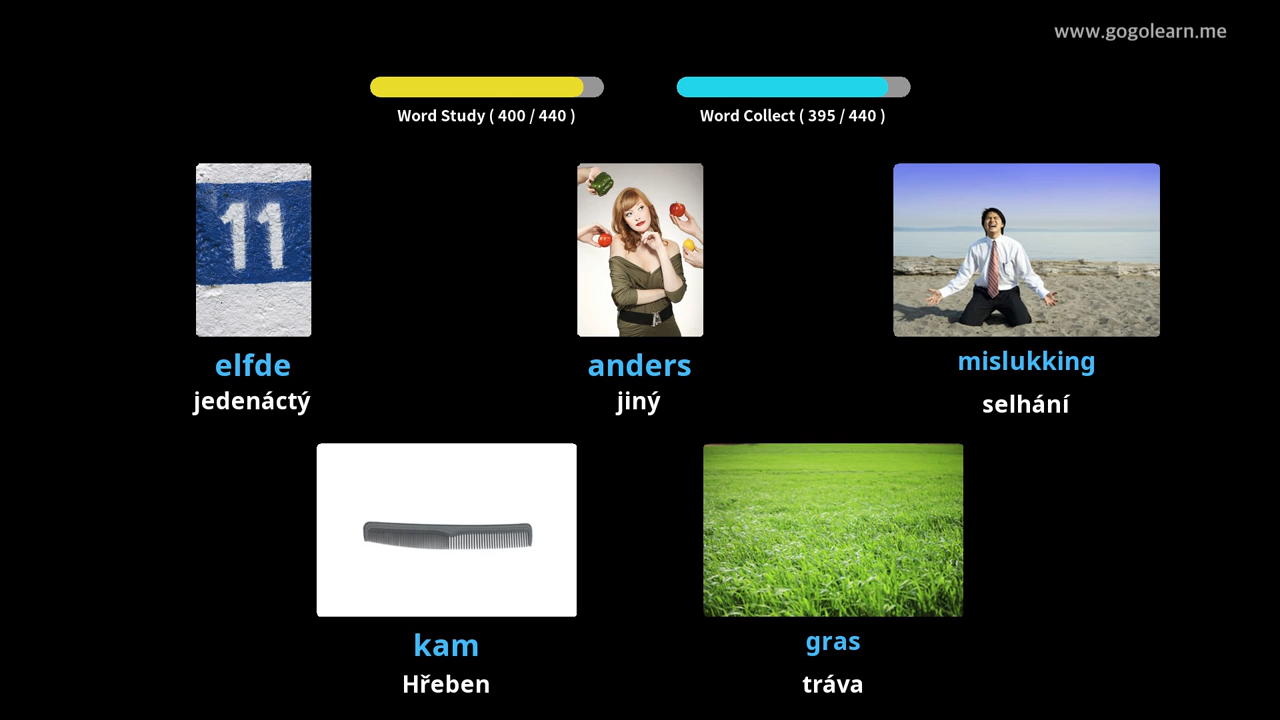 www.gogolearn.me
Word Study ( 400 / 440 )
Word Collect ( 395 / 440 )
11
elfde
jedenáctý
anders
jiný
mislukking
selhání
kam
Hřeben
gras
tráva